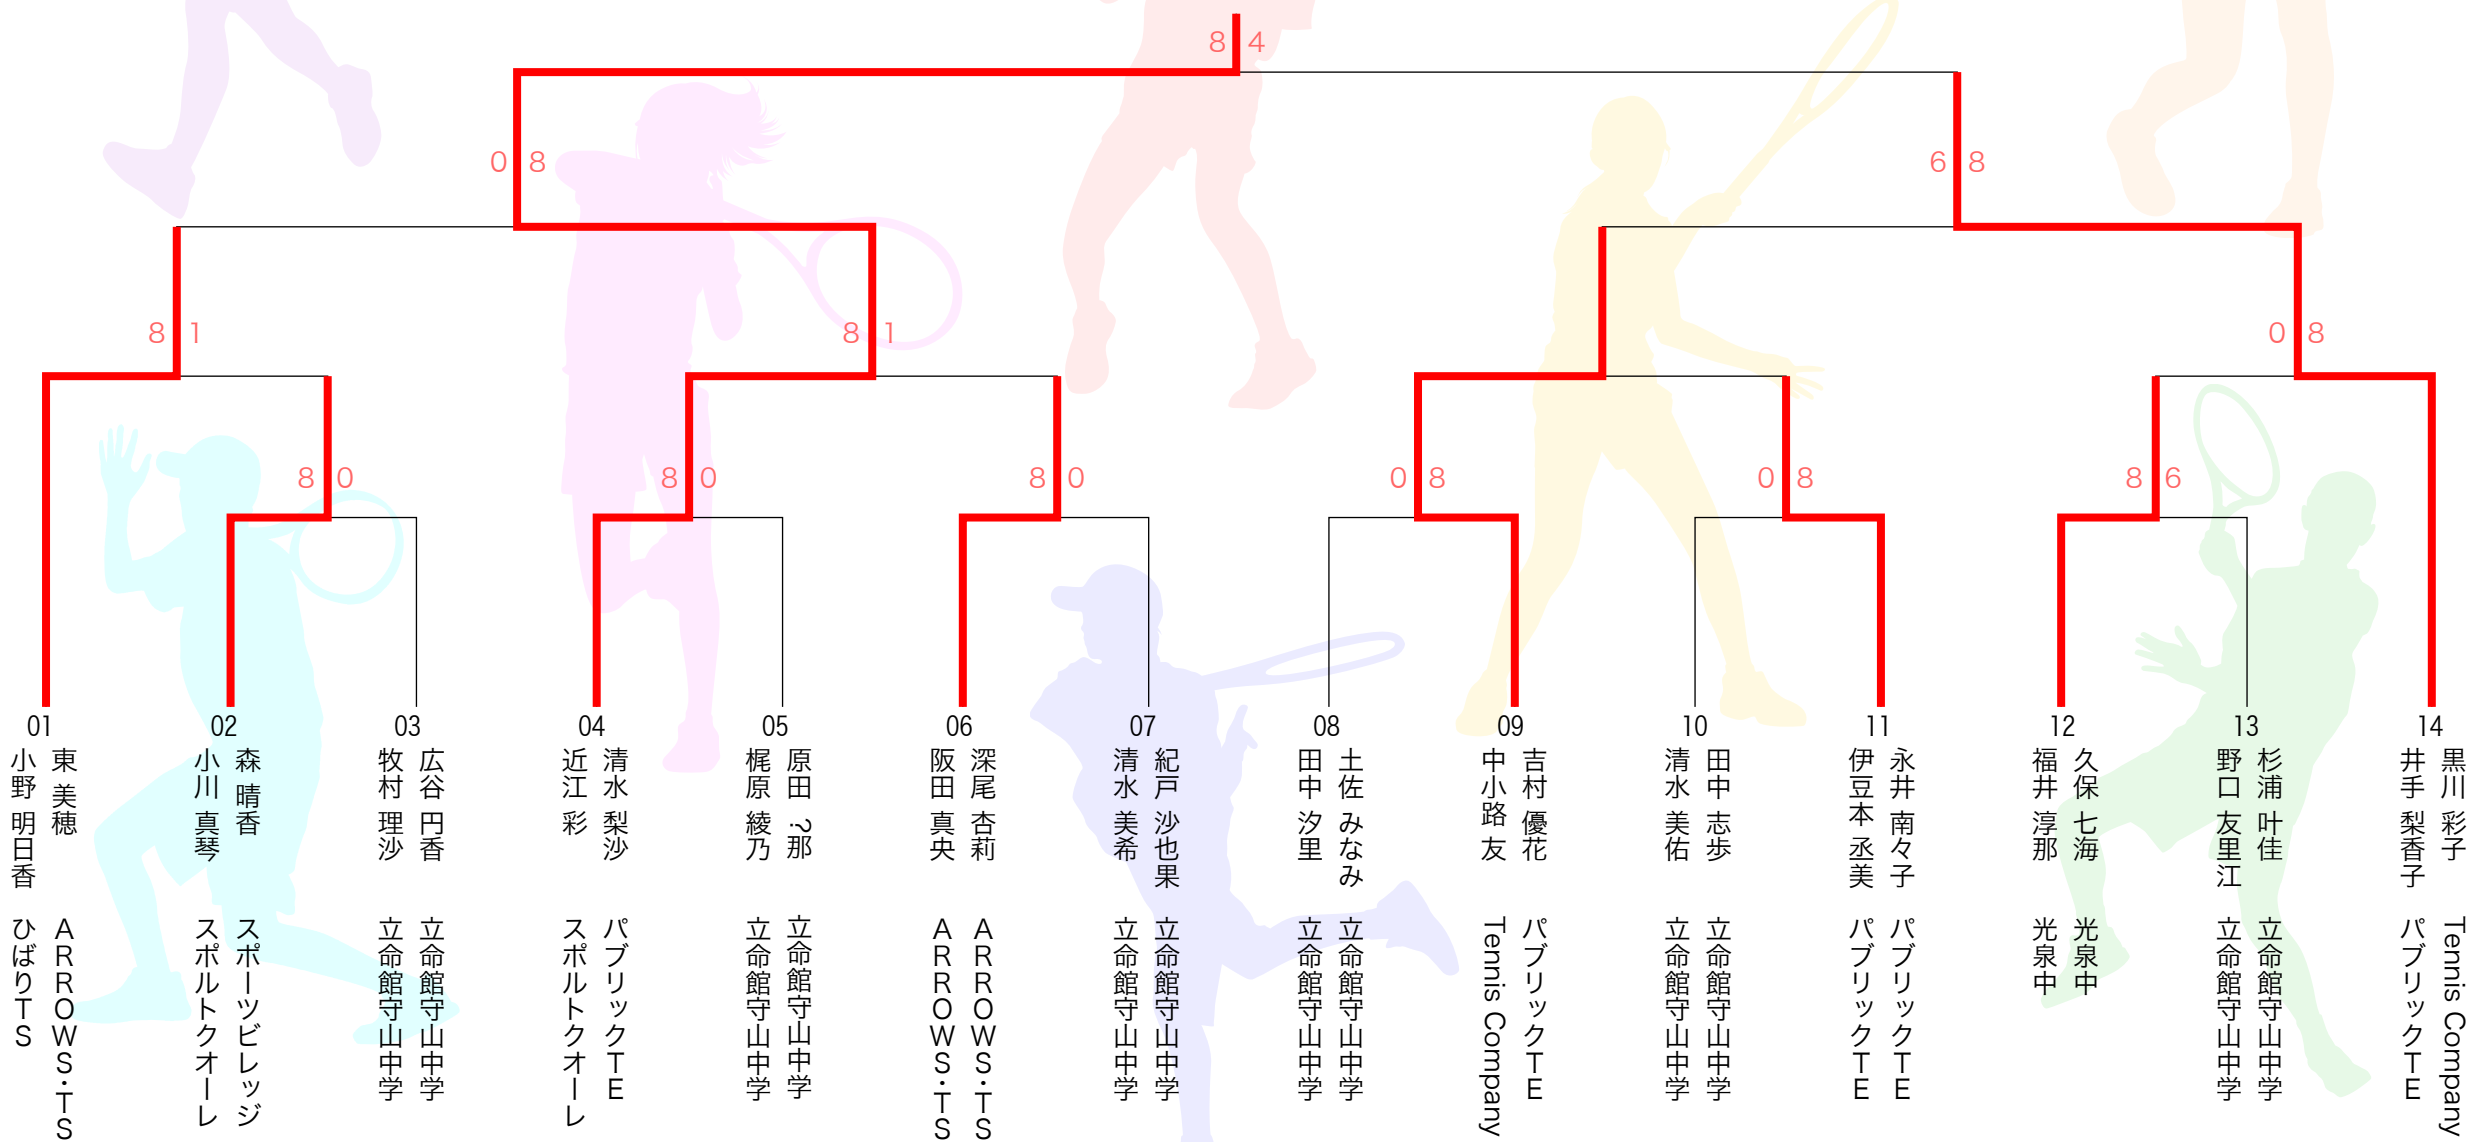 8 4
0 8
6 8
8 1
8 1
0 8
8 0
8 0
8 0
0 8
0 8
8 6
01
東 美穂 ARROWS・TS
小野 明日香 ひばりTS
02
森 晴香 スポーツビレッジ
小川 真琴 スポルトクオーレ
03
広谷 円香 立命館守山中学
牧村 理沙 立命館守山中学
04
清水 梨沙 パブリックTE
近江 彩 スポルトクオーレ
05
原田 ?那 立命館守山中学
梶原 綾乃 立命館守山中学
06
深尾 杏莉 ARROWS・TS
阪田 真央 ARROWS・TS
07
紀戸 沙也果 立命館守山中学
清水 美希 立命館守山中学
08
土佐 みなみ 立命館守山中学
田中 汐里 立命館守山中学
09
吉村 優花 パブリックTE
中小路 友 Tennis Company
10
田中 志歩 立命館守山中学
清水 美佑 立命館守山中学
11
永井 南々子 パブリックTE
伊豆本 丞美 パブリックTE
12
久保 七海 光泉中
福井 淳那 光泉中
13
杉浦 叶佳 立命館守山中学
野口 友里江 立命館守山中学
14
黒川 彩子 Tennis Company
井手 梨香子 パブリックTE